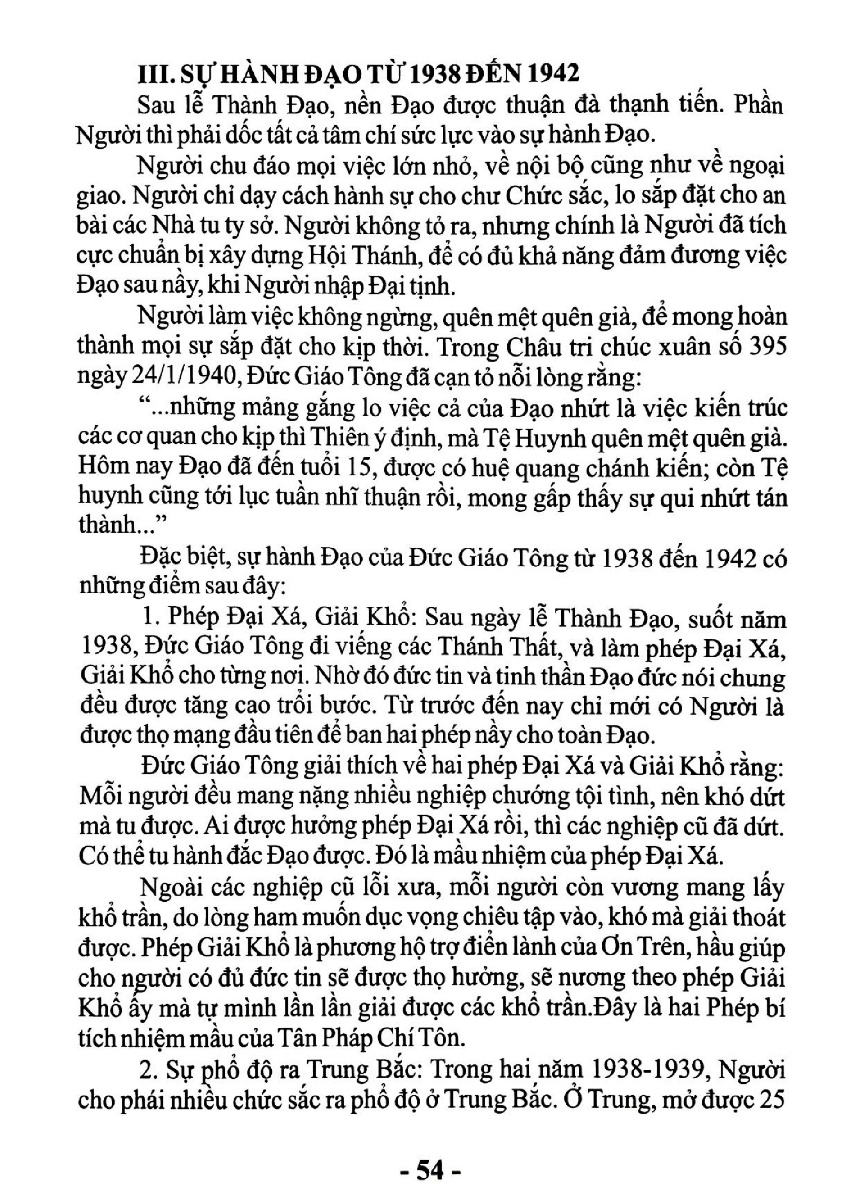 III. SỰ HÀNH ĐẠO TỪ 1938 ĐẾN 1942
Sau lễ Thành Đạo, nền Đạo được thuận đà thạnh tiến. Phần
Người thì phải dốc tất cả tâm chí sức lực vào sự hành Đạo.
Người chu đáo mọi việc lớn nhỏ, về nội bộ cũng như về ngoại
giao. Người chỉ dạy cách hành sự cho chư Chức sắc, lo sắp đặt cho an
bài các Nhà tu ty sở. Người không tỏ ra, nhưng chính là Người đã tích
cực chuẩn bị xây dựng Hội Thánh, để có đủ khả năng đảm đương việc
Đạo sau nầy, khi Người nhập Đại tịnh.
Người làm việc không ngừng, quên mệt quên già, để mong hoàn
thành mọi sự sắp đặt cho kịp thời. Trong Châu tri chúc xuân số 395
ngày 24/1/1940, Đức Giáo Tông đã cạn tỏ nỗi lòng rằng:
“...những mảng gắng lo việc cả của Đạo nhứt là việc kiến trúc
các cơ quan cho kịp thì Thiên ý định, mà Tệ Huynh quên mệt quên già.
Hôm nay Đạo đã đến tuổi 15, được có huệ quang chánh kiến; còn Tệ
huynh cũng tới lục tuần nhĩ thuận rồi, mong gấp thấy sự qui nhứt tán
thành...”
Đặc biệt, sự hành Đạo của Đức Giáo Tông từ 1938 đến 1942 có
những điểm sau đây:
1. Phép Đại Xá, Giải Khổ: Sau ngày lễ Thành Đạo, suốt năm
1938, Đức Giáo Tông đi viếng các Thánh Thất, và làm phép Đại Xá,
Giải Khổ cho từng nơi. Nhờ đó đức tin và tinh thần Đạo đức nói chung
đều được tăng cao trổi bước. Từ trước đến nay chỉ mới có Người là
được thọ mạng đầu tiên để ban hai phép nầy cho toàn Đạo.
Đức Giáo Tông giải thích về hai phép Đại Xá và Giải Khổ rằng:
Mỗi người đều mang nặng nhiều nghiệp chướng tội tình, nên khó dứt
mà tu được. Ai được hưởng phép Đại Xá rồi, thì các nghiệp cũ đã dứt.
Có thể tu hành đắc Đạo được. Đó là mầu nhiệm của phép Đại Xá.
Ngoài các nghiệp cũ lỗi xưa, mỗi người còn vương mang lấy
khổ trần, do lòng ham muốn dục vọng chiêu tập vào, khó mà giải thoát
được. Phép Giải Khổ là phương hộ trợ điển lành của Ơn Trên, hầu giúp
cho người có đủ đức tin sẽ được thọ hưởng, sẽ nương theo phép Giải
Khổ ấy mà tự mình lần lần giải được các khổ trần.Đây là hai Phép bí
tích nhiệm mầu của Tân Pháp Chí Tôn.
2. Sự phổ độ ra Trung Bắc: Trong hai năm 1938-1939, Người
cho phái nhiều chức sắc ra phổ độ ở Trung Bắc. Ở Trung, mở được 25
- 54 -